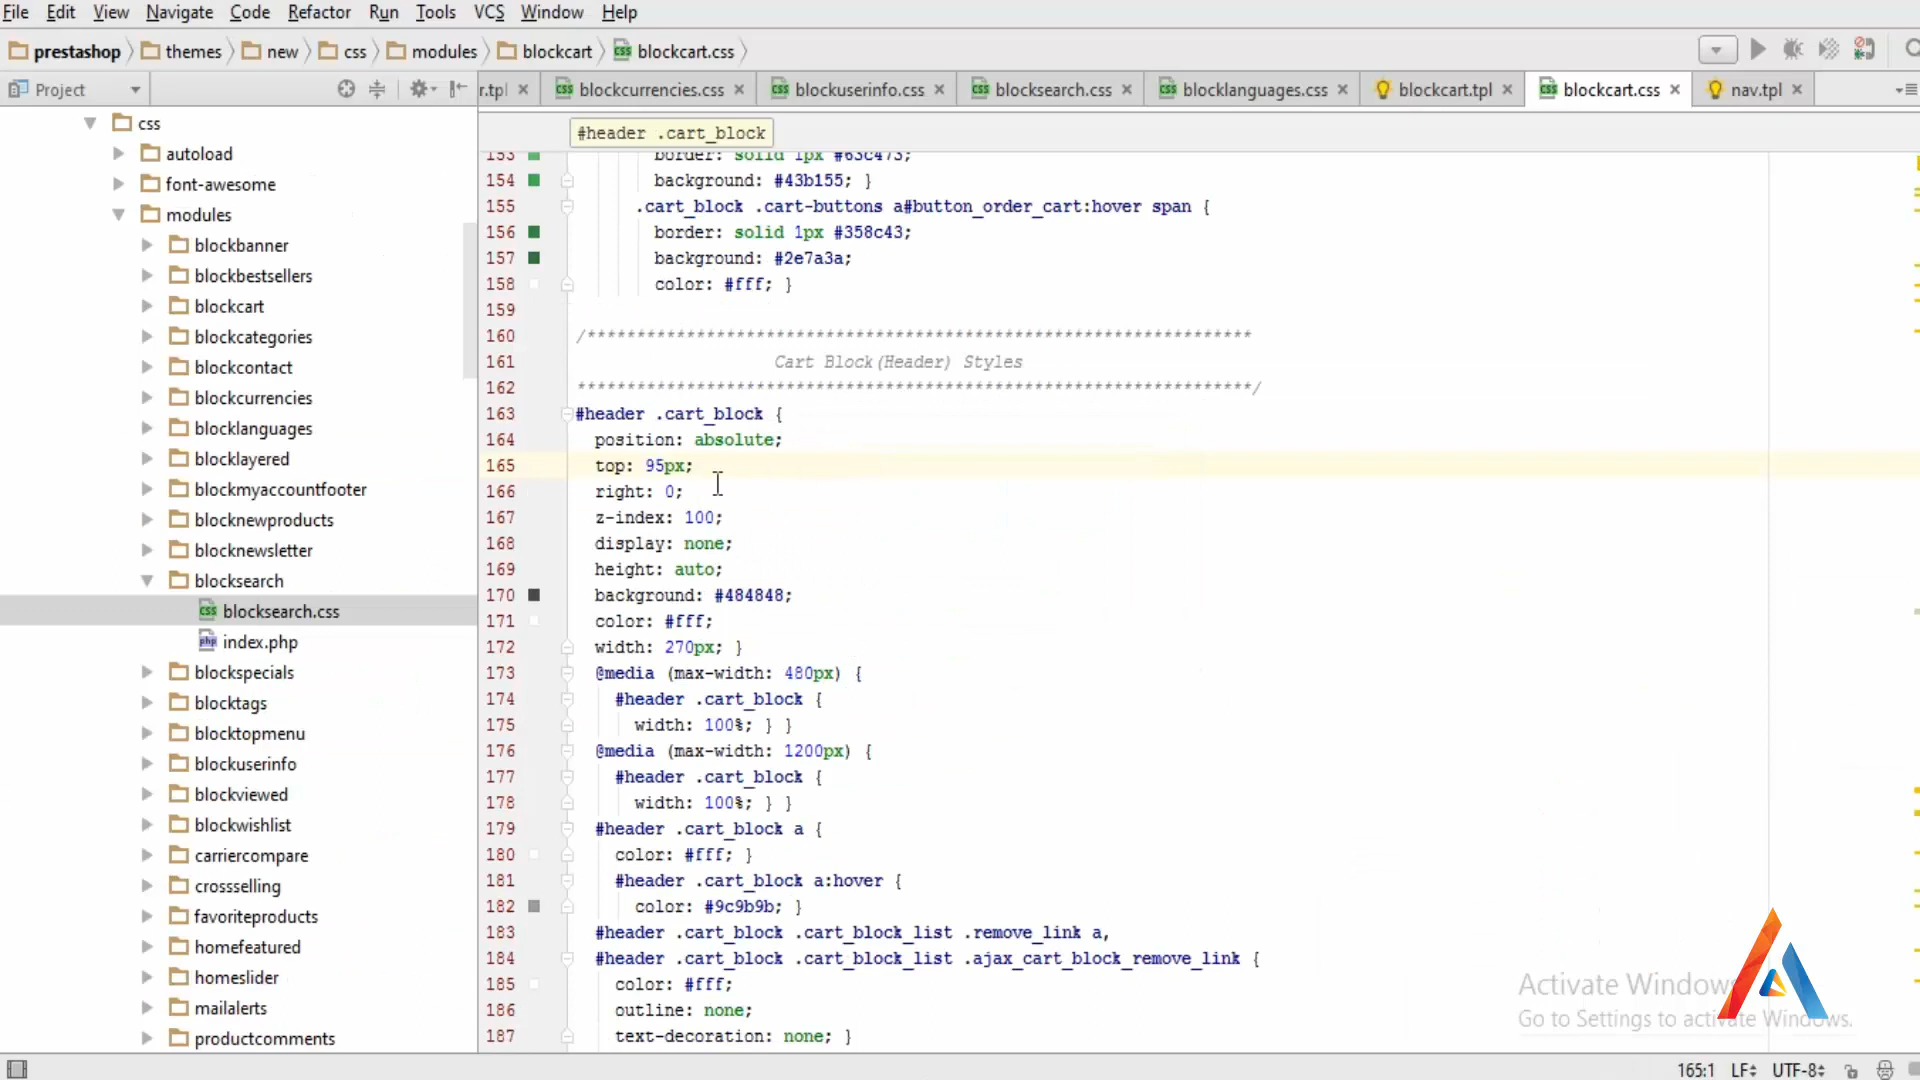 File Edit View Navigate Code Refactor Run Tools VCS Window Help
prestashop themes new css modules blockcart blockcart.css
Project
r.tpl blockcurrencies.css blockuserinfo.css blocksearch.css blocklanguages.css blockcart.tpl blockcart.css nav.tpl
#header .cart_block
css
autoload
font-awesome
modules
blockbanner
blockbestsellers
blockcart
blockcategories
blockcontact
blockcurrencies
blocklanguages
blocklayered
blockmyaccountfooter
blocknewproducts
blocknewsletter
blocksearch
blocksearch.css
index.php
blockspecials
blocktags
blocktopmenu
blockuserinfo
blockviewed
blockwishlist
carriercompare
crossselling
favoriteproducts
homefeatured
homeslider
mailalerts
productcomments
153 border: solid 1px #63c473;
154 background: #43b155; }
155 .cart_block .cart-buttons a#button_order_cart:hover span {
156 border: solid 1px #358c43;
157 background: #2e7a3a;
158 color: #fff; }
159
160 /*******************************************************************
161 Cart Block(Header) Styles
162 ********************************************************************/
163 #header .cart_block {
164 position: absolute;
165 top: 95px;
166 right: 0;
167 z-index: 100;
168 display: none;
169 height: auto;
170 background: #484848;
171 color: #fff;
172 width: 270px; }
173 @media (max-width: 480px) {
174 #header .cart_block {
175 width: 100%; } }
176 @media (max-width: 1200px) {
177 #header .cart_block {
178 width: 100%; } }
179 #header .cart_block a {
180 color: #fff; }
181 #header .cart_block a:hover {
182 color: #9c9b9b; }
183 #header .cart_block .cart_block_list .remove_link a,
184 #header .cart_block .cart_block_list .ajax_cart_block_remove_link {
185 color: #fff;
186 outline: none;
187 text-decoration: none; }
Activate Windows
Go to Settings to activate Windows.
165:1 LF UTF-8